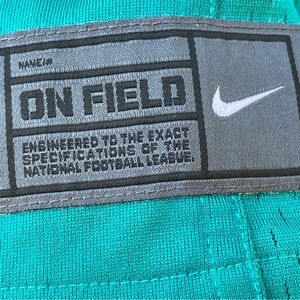 NAME/#
ON FIELD
ENGINEERED TO THE EXACT
SPECIFICATIONS OF THE
NATIONAL FOOTBALL LEAGUE.